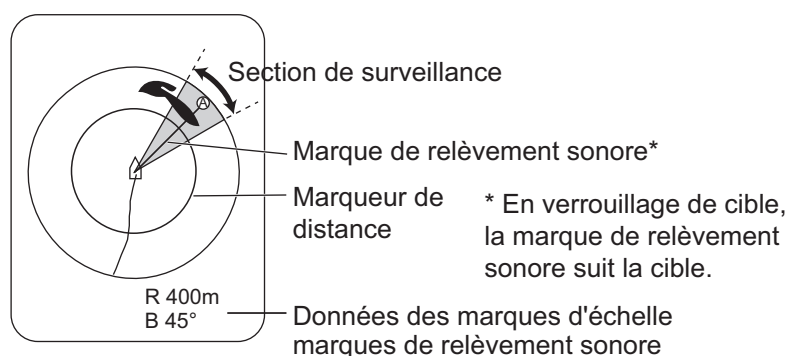 Section de surveillance
A
Marque de relèvement sonore*
Marqueur de
distance
* En verrouillage de cible,
la marque de relèvement
sonore suit la cible.
R 400m
B 45°
Données des marques d'échelle
marques de relèvement sonore